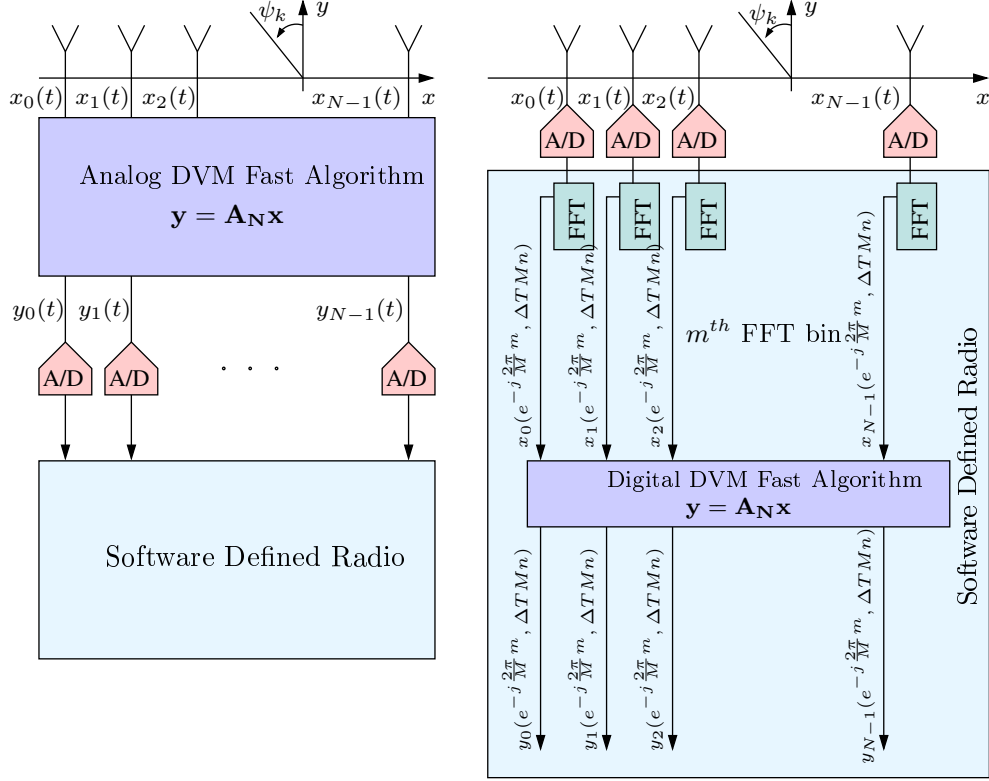 ψ_k y
x_0(t) x_1(t) x_2(t) x_{N−1}(t) x
Analog DVM Fast Algorithm
y = A_N x
y_0(t) y_1(t) y_{N−1}(t)
A/D A/D · · · A/D
Software Defined Radio
ψ_k y
x_0(t) x_1(t) x_2(t) x_{N−1}(t) x
A/D A/D A/D A/D
FFT FFT FFT FFT
x_0(e^{−j\frac{2π}{M}m}, ΔTMn)
x_1(e^{−j\frac{2π}{M}m}, ΔTMn)
x_2(e^{−j\frac{2π}{M}m}, ΔTMn)
m^{th} FFT bin
x_{N−1}(e^{−j\frac{2π}{M}m}, ΔTMn)
Digital DVM Fast Algorithm
y = A_N x
y_0(e^{−j\frac{2π}{M}m}, ΔTMn)
y_1(e^{−j\frac{2π}{M}m}, ΔTMn)
y_2(e^{−j\frac{2π}{M}m}, ΔTMn)
y_{N−1}(e^{−j\frac{2π}{M}m}, ΔTMn)
Software Defined Radio